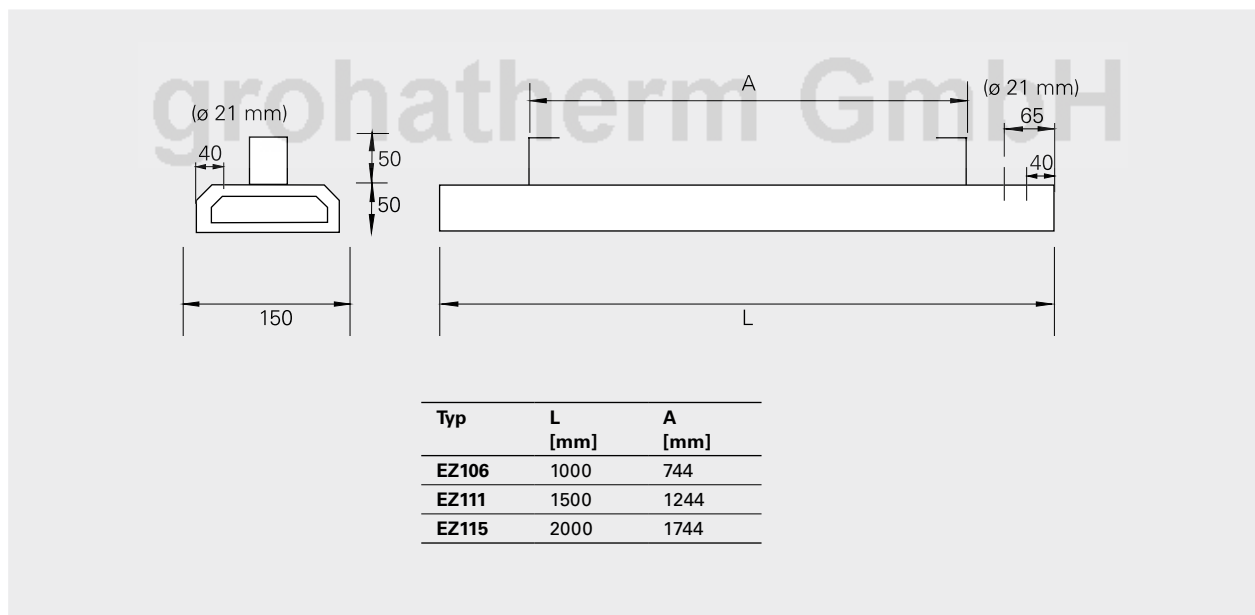 grohatherm GmbH
(ø 21 mm)
40
50
50
150
A
(ø 21 mm)
65
40
L
Typ L A
[mm] [mm]
EZ106 1000 744
EZ111 1500 1244
EZ115 2000 1744